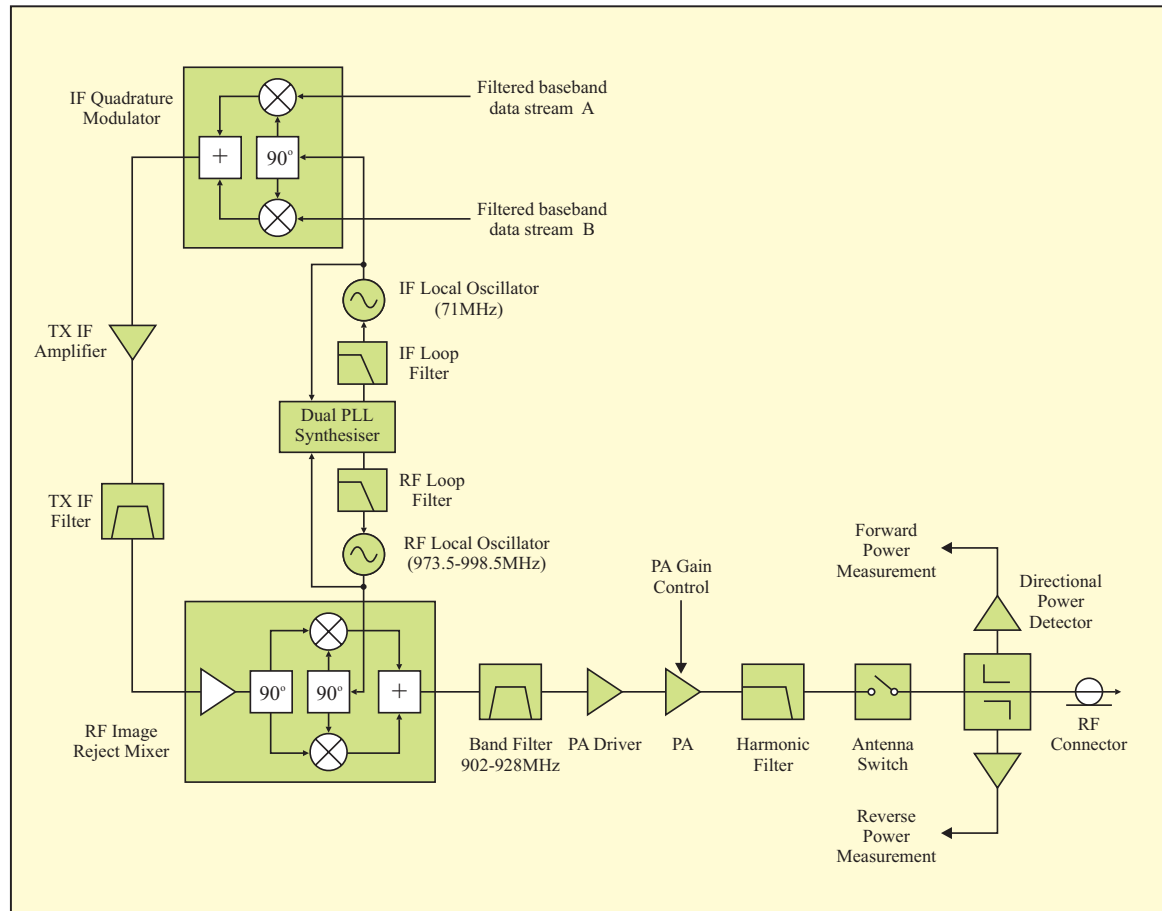 IF Quadrature
Modulator
+
90°
Filtered baseband
data stream A
Filtered baseband
data stream B
IF Local Oscillator
(71MHz)
TX IF
Amplifier
IF Loop
Filter
Dual PLL
Synthesiser
TX IF
Filter
RF Loop
Filter
RF Local Oscillator
(973.5-998.5MHz)
RF Image
Reject Mixer
90°
90°
+
Band Filter
902-928MHz
PA Driver
PA Gain
Control
PA
Harmonic
Filter
Antenna
Switch
Forward
Power
Measurement
Directional
Power
Detector
RF
Connector
Reverse
Power
Measurement